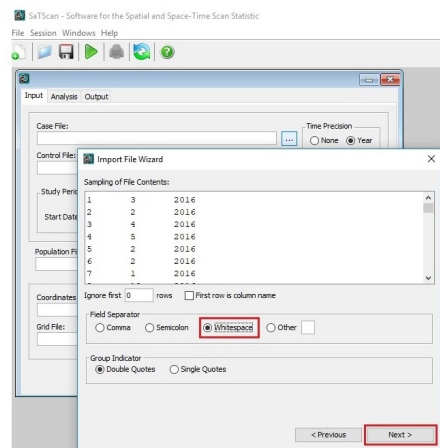 SaTScan - Software for the Spatial and Space-Time Scan Statistic
File Session Windows Help
Input Analysis Output
Case File:
...
Time Precision
None Year
Control File:
Import File Wizard
Sampling of File Contents:
1 3 2016
2 2 2016
3 4 2016
4 5 2016
5 2 2016
6 2 2016
7 1 2016
Study Perio
Start Date
Population Fi
Ignore first 0 rows First row is column name
Coordinates
Field Separator
Comma Semicolon Whitespace Other
Grid File:
Group Indicator
Double Quotes Single Quotes
< Previous Next >